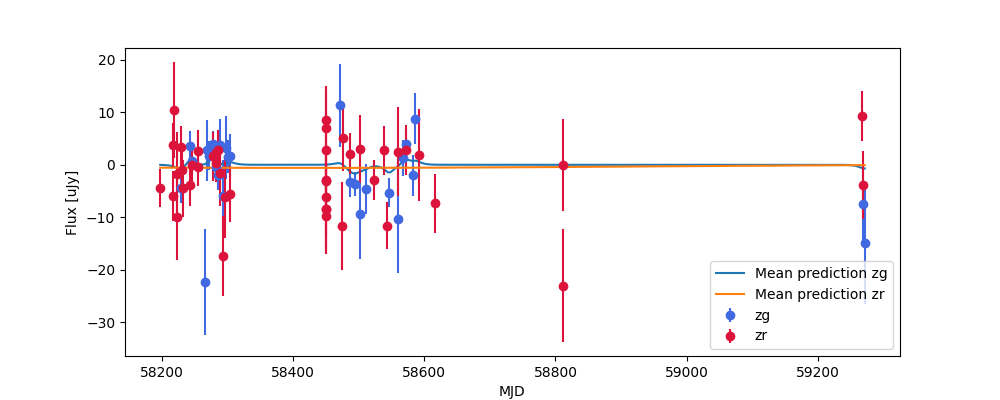 20
10
0
−10
−20
−30
Flux [uJy]
58200
58400
58600
58800
59000
59200
MJD
Mean prediction zg
Mean prediction zr
zg
zr